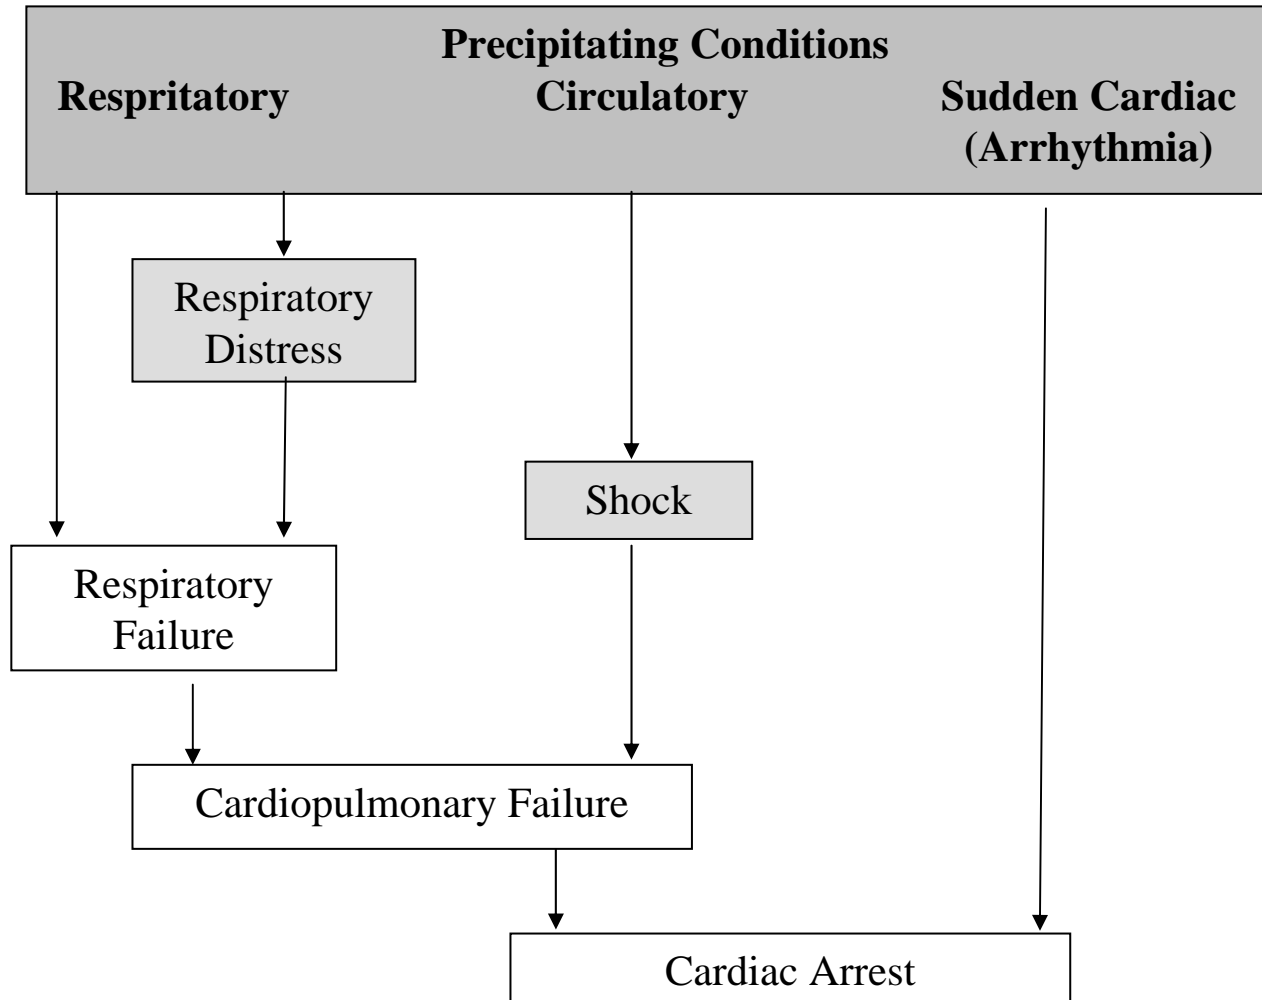 Precipitating Conditions
Respritatory Circulatory Sudden Cardiac
(Arrhythmia)
Respiratory
Distress
Shock
Respiratory
Failure
Cardiopulmonary Failure
Cardiac Arrest